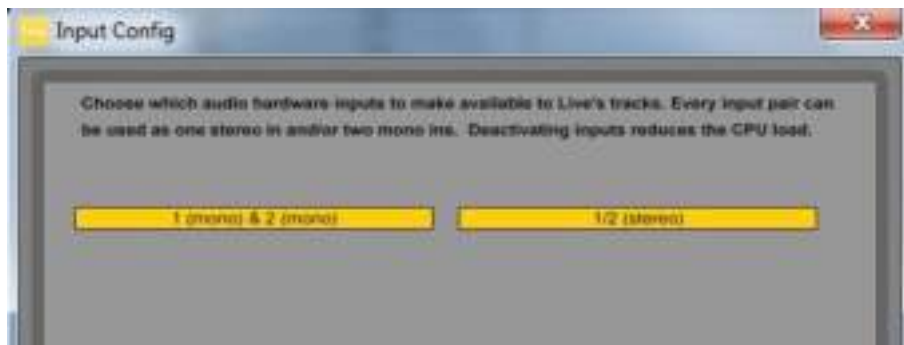 Input Config
Choose which audio hardware inputs to make available to Live's tracks. Every input pair can
be used as one stereo in and/or two mono ins. Deactivating inputs reduces the CPU load.
1 (mono) & 2 (mono)
1/2 (stereo)